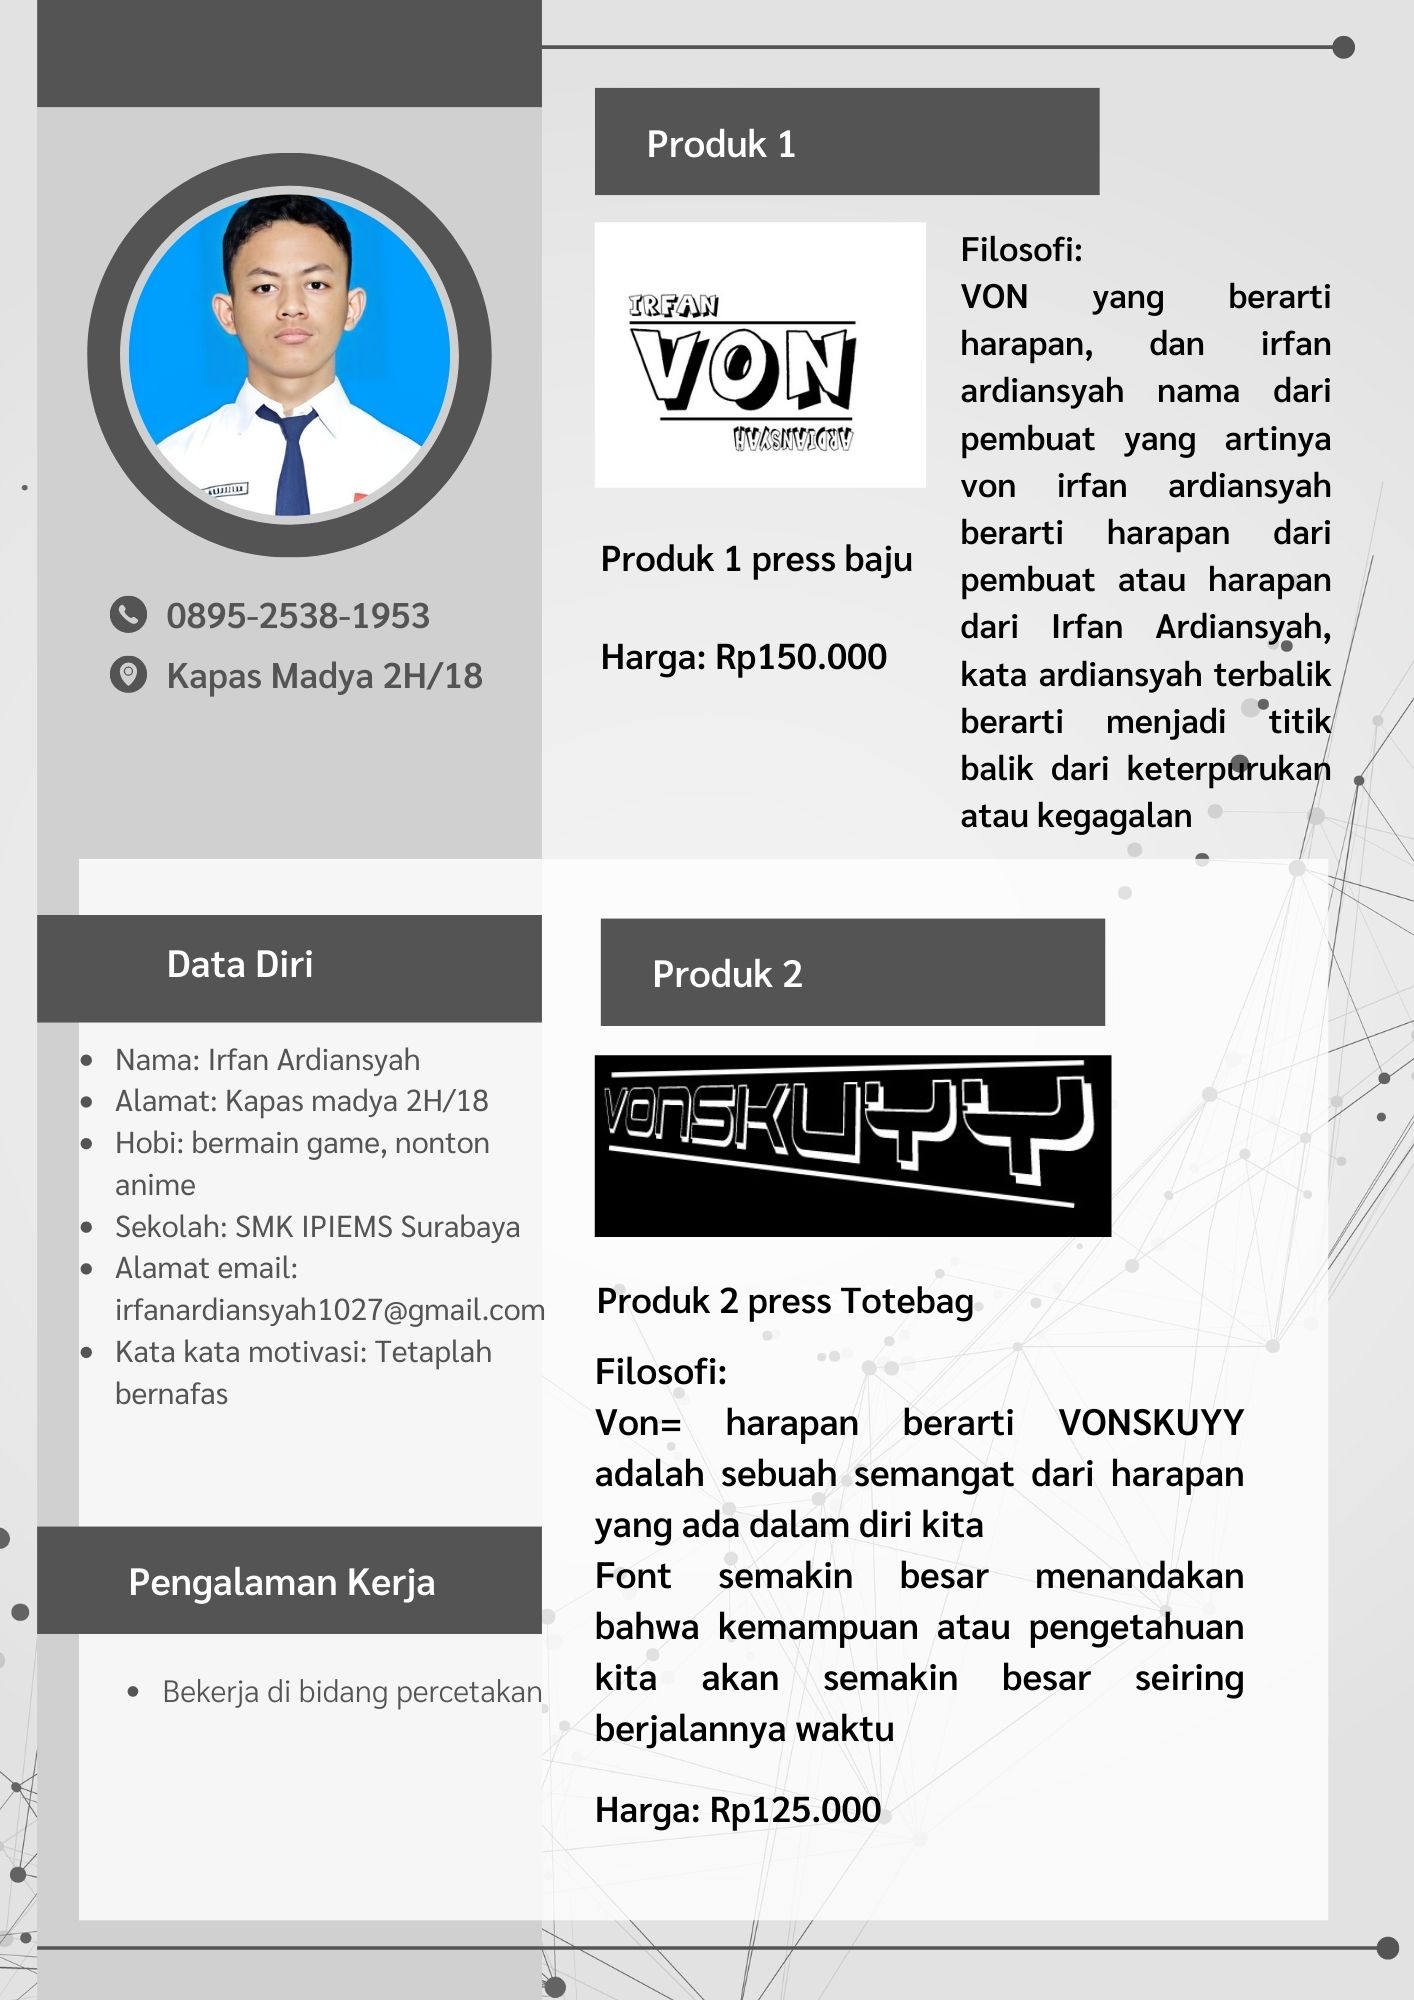 0895-2538-1953
Kapas Madya 2H/18
Data Diri
Nama: Irfan Ardiansyah
Alamat: Kapas madya 2H/18
Hobi: bermain game, nonton
anime
Sekolah: SMK IPIEMS Surabaya
Alamat email:
irfanardiansyah1027@gmail.com
Kata kata motivasi: Tetaplah
bernafas
Pengalaman Kerja
Bekerja di bidang percetakan
Produk 1
IRFAN
VON
ARDIANSYAH
Produk 1 press baju
Harga: Rp150.000
Filosofi:
VON yang berarti
harapan, dan irfan
ardiansyah nama dari
pembuat yang artinya
von irfan ardiansyah
berarti harapan dari
pembuat atau harapan
dari Irfan Ardiansyah,
kata ardiansyah terbalik
berarti menjadi titik
balik dari keterpurukan
atau kegagalan
Produk 2
VONSKUYY
Produk 2 press Totebag
Filosofi:
Von= harapan berarti VONSKUYY
adalah sebuah semangat dari harapan
yang ada dalam diri kita
Font semakin besar menandakan
bahwa kemampuan atau pengetahuan
kita akan semakin besar seiring
berjalannya waktu
Harga: Rp125.000